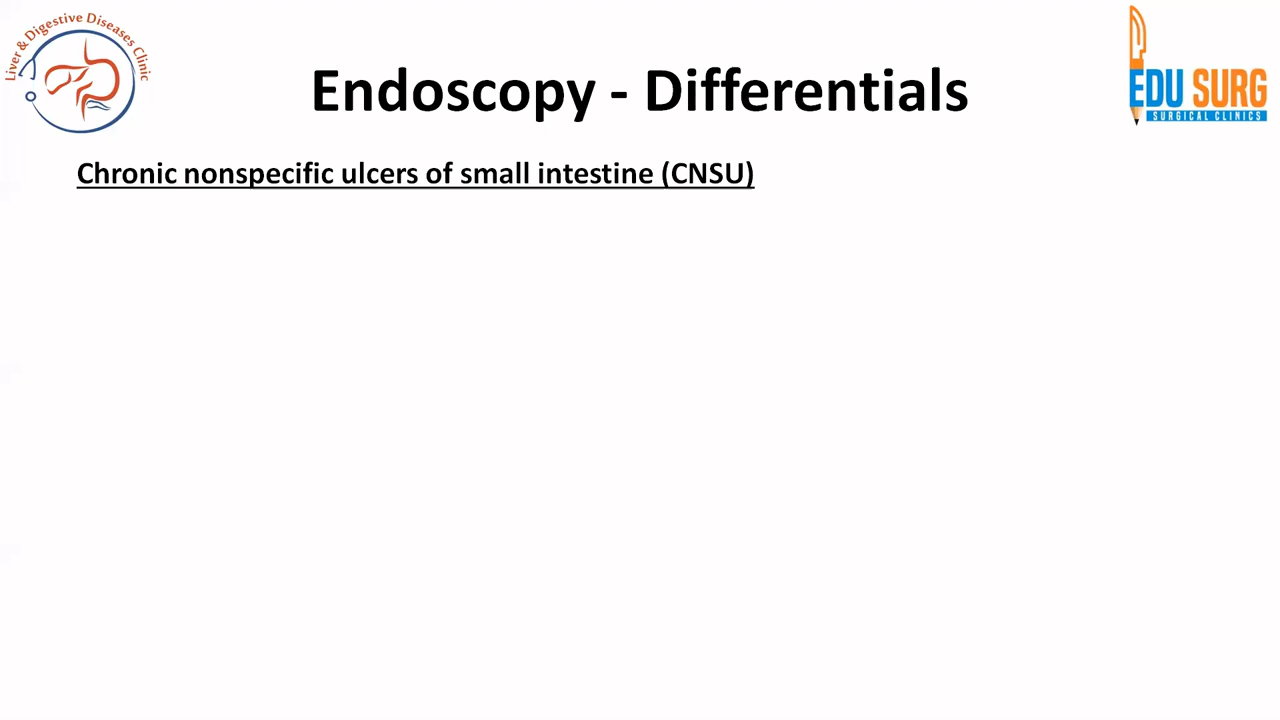 Liver & Digestive Diseases Clinic
Endoscopy - Differentials
EDU SURG
SURGICAL CLINICS
Chronic nonspecific ulcers of small intestine (CNSU)